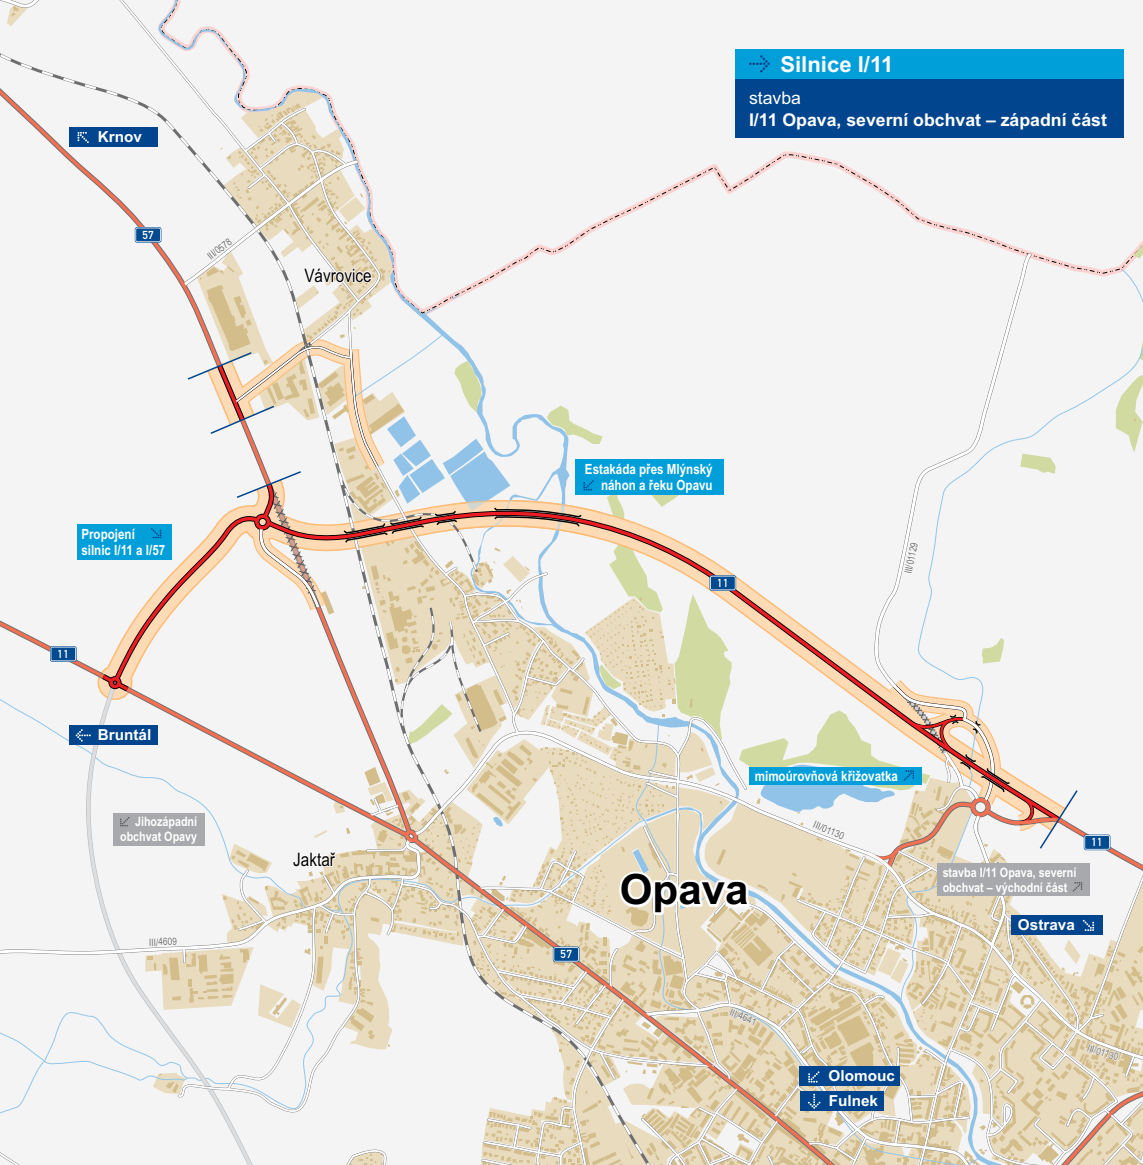 Silnice I/11
stavba
I/11 Opava, severní obchvat – západní část
Krnov
57
III/0578
Vávrovice
Estakáda přes Mlýnský
náhon a řeku Opavu
Propojení
silnic I/11 a I/57
III/01129
11
11
Bruntál
mimoúrovňová křižovatka
Jihozápadní
obchvat Opavy
III/01130
11
Jaktař
stavba I/11 Opava, severní
obchvat – východní část
Opava
Ostrava
III/4609
57
III/4641
III/01130
Olomouc
Fulnek